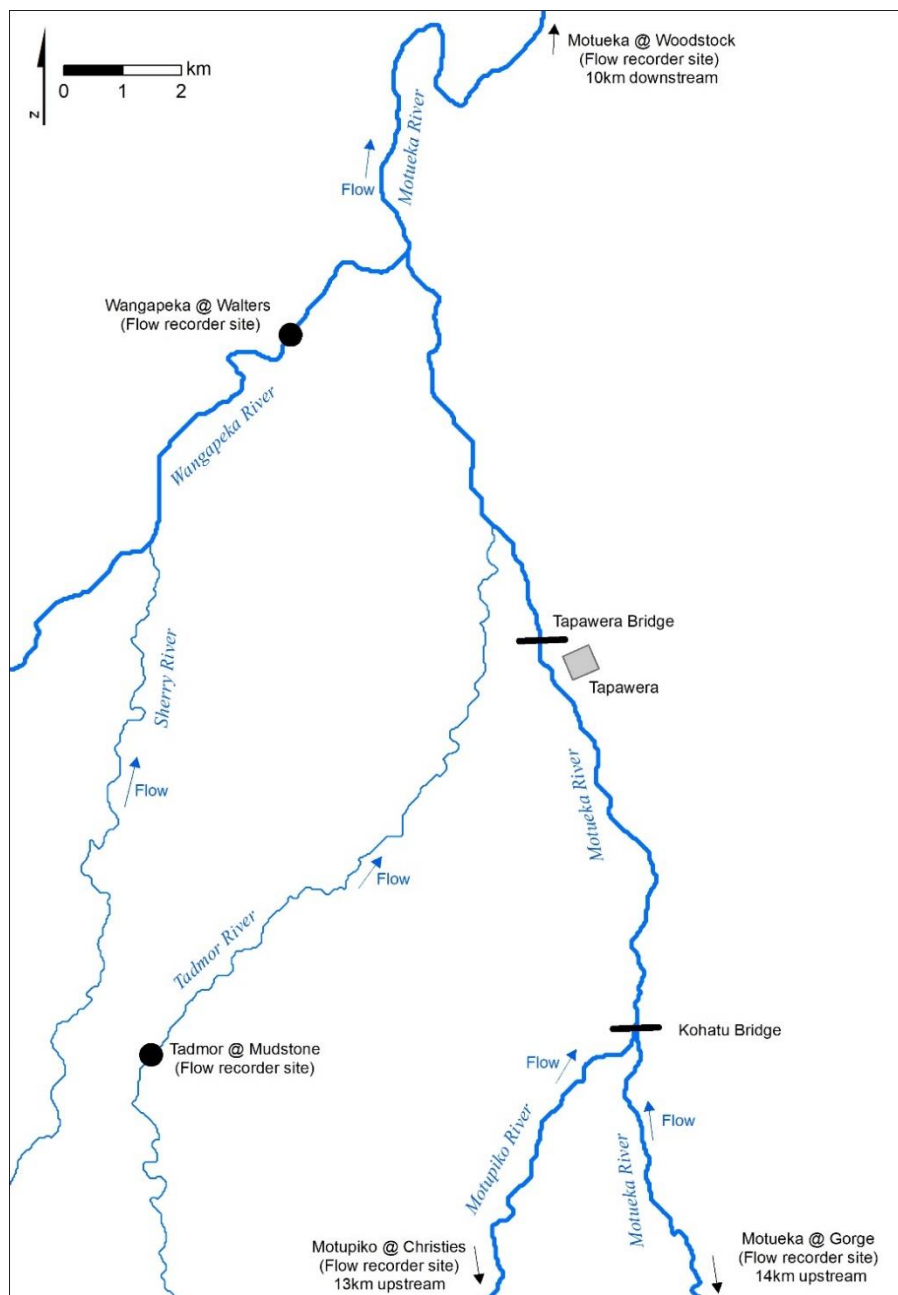 Motueka @ Woodstock
(Flow recorder site)
10km downstream
km
0 1 2
N
Motueka River
Flow
Wangapeka @ Walters
(Flow recorder site)
Wangapeka River
Tapawera Bridge
Tapawera
Sherry River
Flow
Motueka River
Flow
Tadmor River
Kohatu Bridge
Tadmor @ Mudstone
(Flow recorder site)
Flow
Flow
Motupiko River
Motueka River
Motupiko @ Christies
(Flow recorder site)
13km upstream
Motueka @ Gorge
(Flow recorder site)
14km upstream